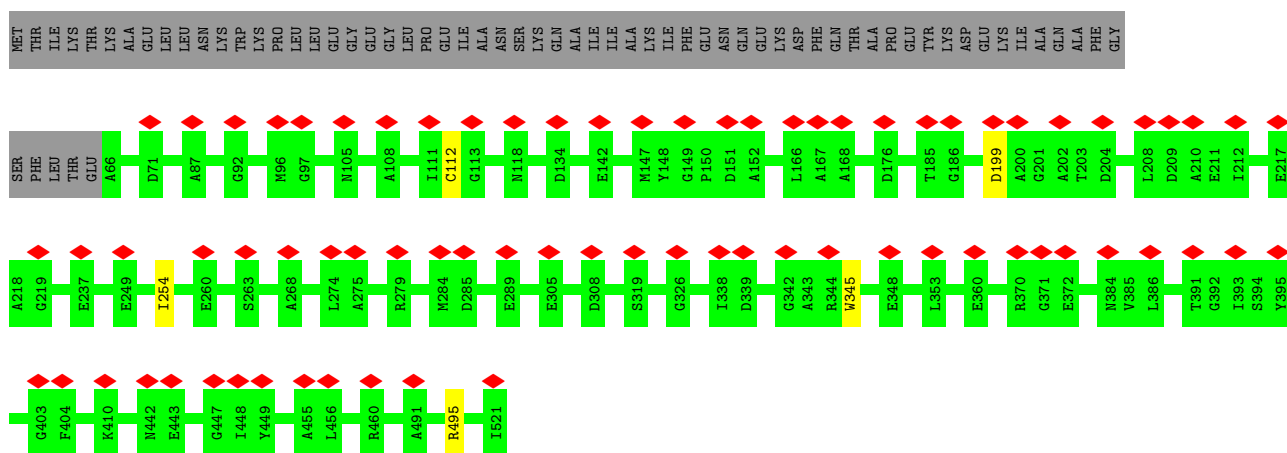 MET THR ILE LYS THR LYS ALA GLU LEU LEU ASN LYS TRP LYS PRO LEU LEU GLU GLY GLU GLY LEU PRO GLU ILE ALA ASN SER LYS GLN ALA ILE ILE ALA LYS ILE PHE GLU ASN GLN GLU LYS ASP PHE GLN THR ALA PRO GLU TYR LYS ASP GLU LYS ILE ALA GLN ALA PHE GLY
SER PHE LEU THR GLU A66 D71 A87 G92 M96 G97 N105 A108 I111 C112 G113 N118 D134 E142 M147 Y148 G149 P150 D151 A152 L166 A167 A168 D176 T185 G186 D199 A200 G201 A202 T203 D204 L208 D209 A210 E211 I212 E217
A218 G219 E237 E249 I254 E260 S263 A268 L274 A275 R279 M284 D285 E289 E305 D308 S319 G326 I338 D339 G342 A343 R344 W345 E348 L353 E360 R370 G371 E372 N384 V385 L386 T391 G392 I393 S394 Y395
G403 F404 K410 N442 E443 G447 I448 Y449 A455 L456 R460 A491 R495 I521